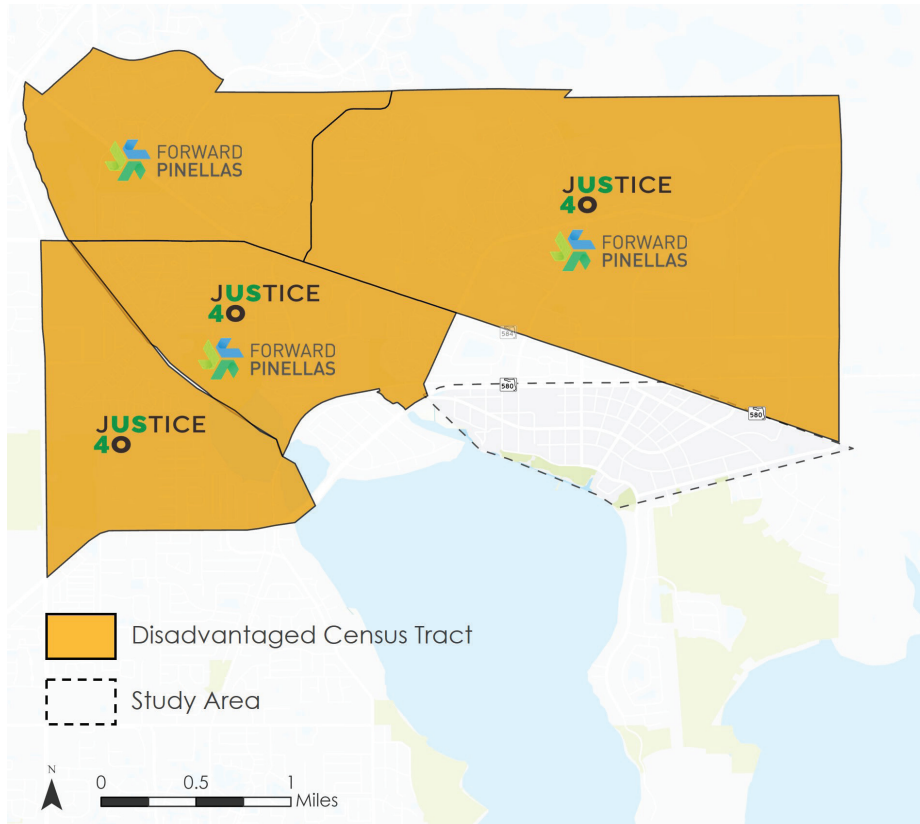 FORWARD
PINELLAS
JUSTICE
40
FORWARD
PINELLAS
JUSTICE
40
FORWARD
PINELLAS
JUSTICE
40
584
580
580
Disadvantaged Census Tract
Study Area
N
0 0.5 1
Miles